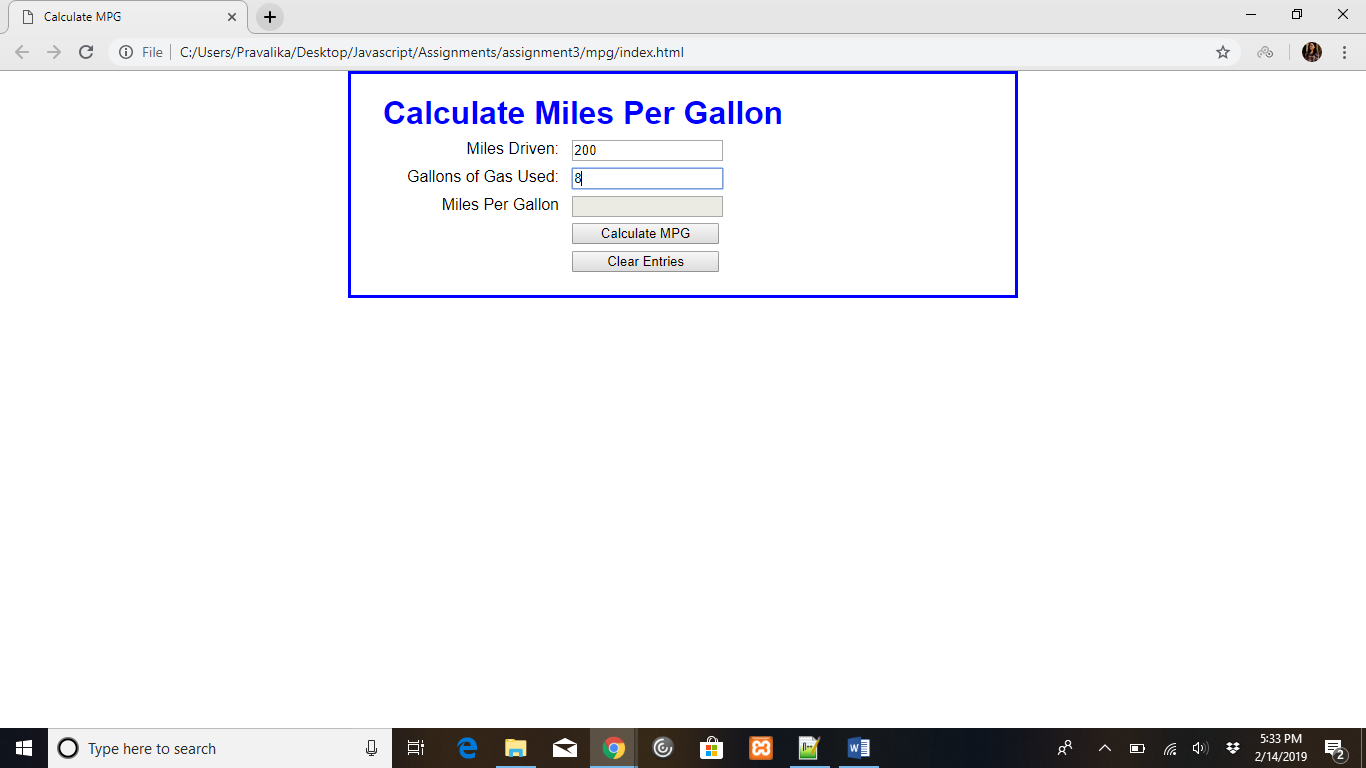 Calculate MPG
File C:/Users/Pravalika/Desktop/Javascript/Assignments/assignment3/mpg/index.html
Calculate Miles Per Gallon
Miles Driven: 200
Gallons of Gas Used: 8
Miles Per Gallon
Calculate MPG
Clear Entries
Type here to search
5:33 PM
2/14/2019
2